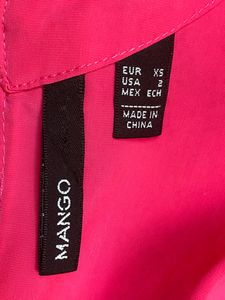 EUR XS
USA 2
MEX ECH
MADE IN
CHINA
MANGO